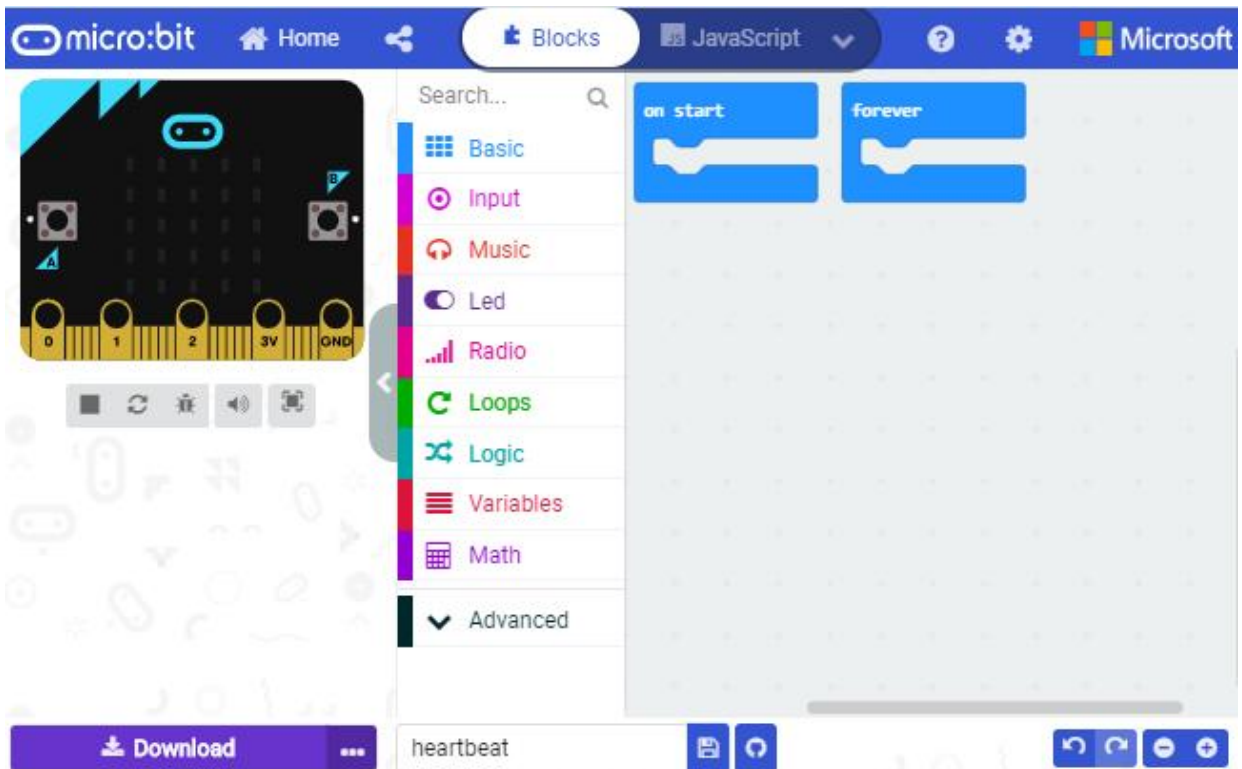 micro:bit Home Blocks JavaScript Microsoft
B
A
0 1 2 3V GND
Search...
Basic
Input
Music
Led
Radio
Loops
Logic
Variables
Math
Advanced
on start
forever
Download
heartbeat